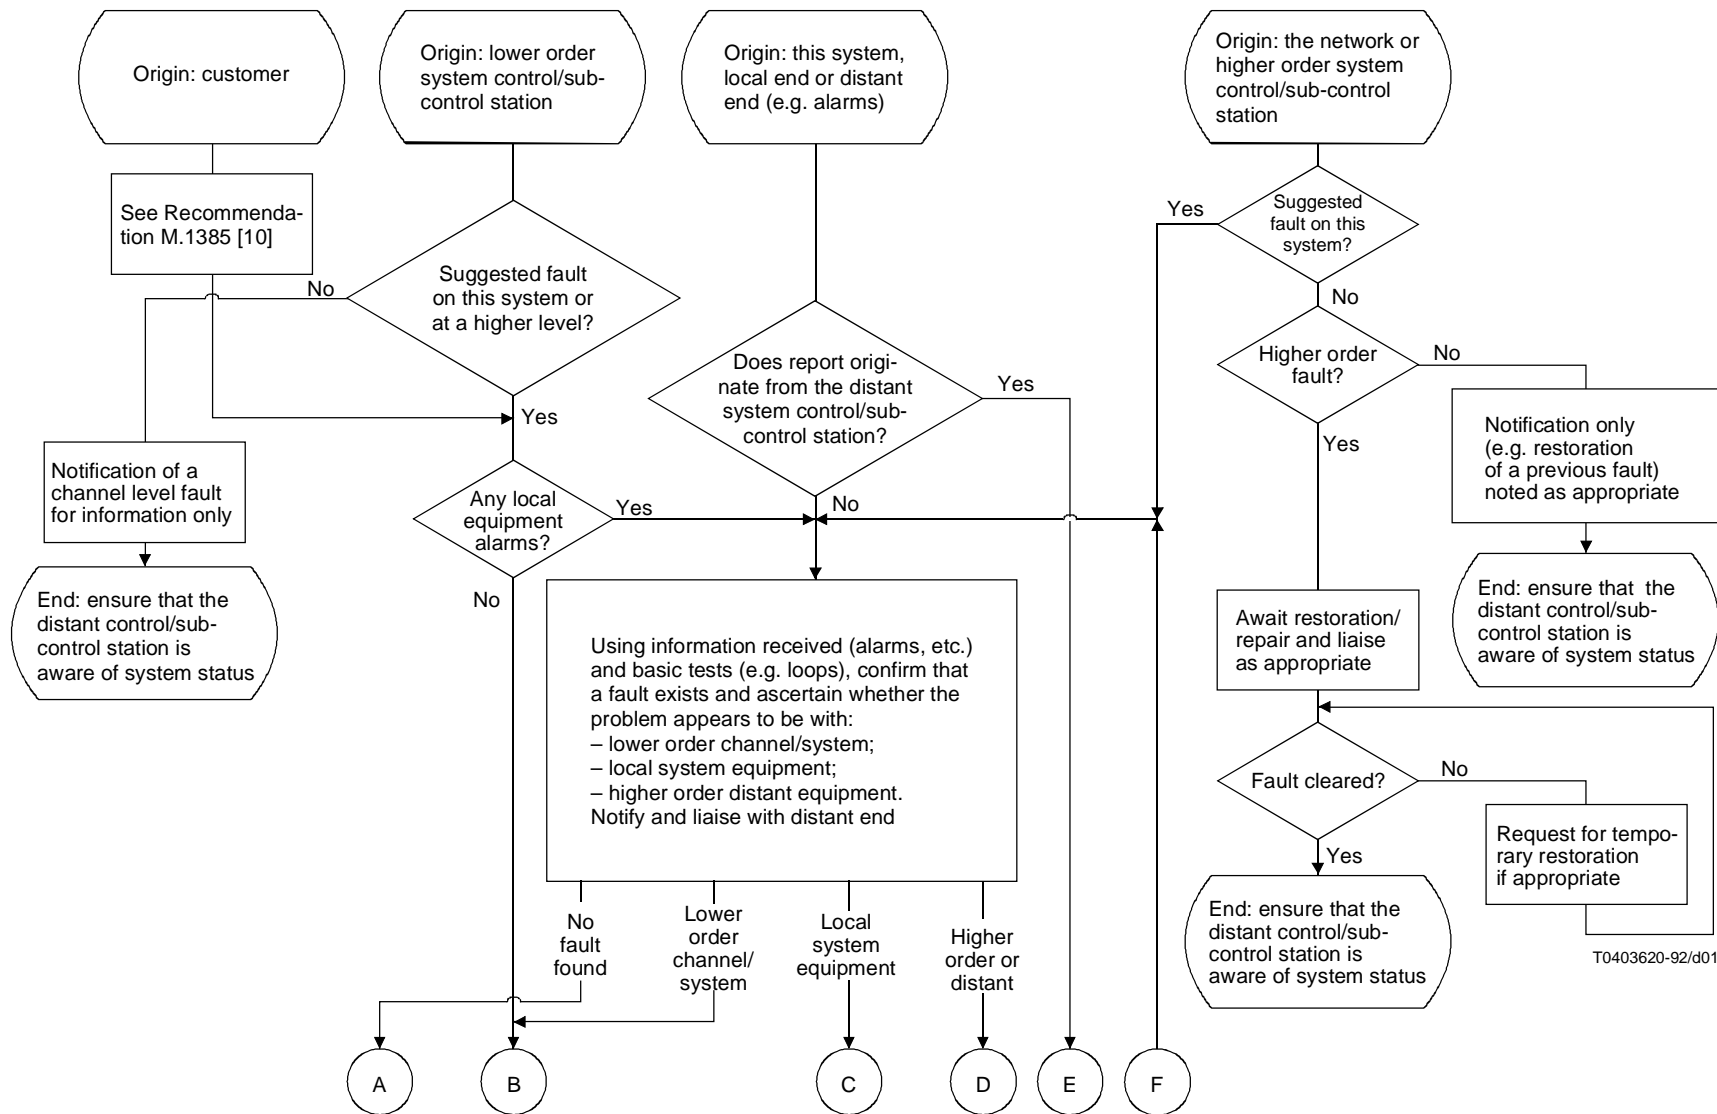 Origin: customer
Origin: lower order
system control/sub-
control station
Origin: this system,
local end or distant
end (e.g. alarms)
Origin: the network or
higher order system
control/sub-control
station
See Recommenda-
tion M.1385 [10]
Suggested fault
on this system or
at a higher level?
No
Yes
Does report origi-
nate from the distant
system control/sub-
control station?
Yes
No
Suggested
fault on this
system?
Yes
No
Higher order
fault?
No
Yes
Notification only
(e.g. restoration
of a previous fault)
noted as appropriate
Notification of a
channel level fault
for information only
Any local
equipment
alarms?
Yes
No
End: ensure that the
distant control/sub-
control station is
aware of system status
Using information received (alarms, etc.)
and basic tests (e.g. loops), confirm that
a fault exists and ascertain whether the
problem appears to be with:
– lower order channel/system;
– local system equipment;
– higher order distant equipment.
Notify and liaise with distant end
Await restoration/
repair and liaise
as appropriate
End: ensure that the
distant control/sub-
control station is
aware of system status
Fault cleared?
No
Yes
Request for tempo-
rary restoration
if appropriate
End: ensure that the
distant control/sub-
control station is
aware of system status
T0403620-92/d01
No
fault
found
Lower
order
channel/
system
Local
system
equipment
Higher
order or
distant
A
B
C
D
E
F